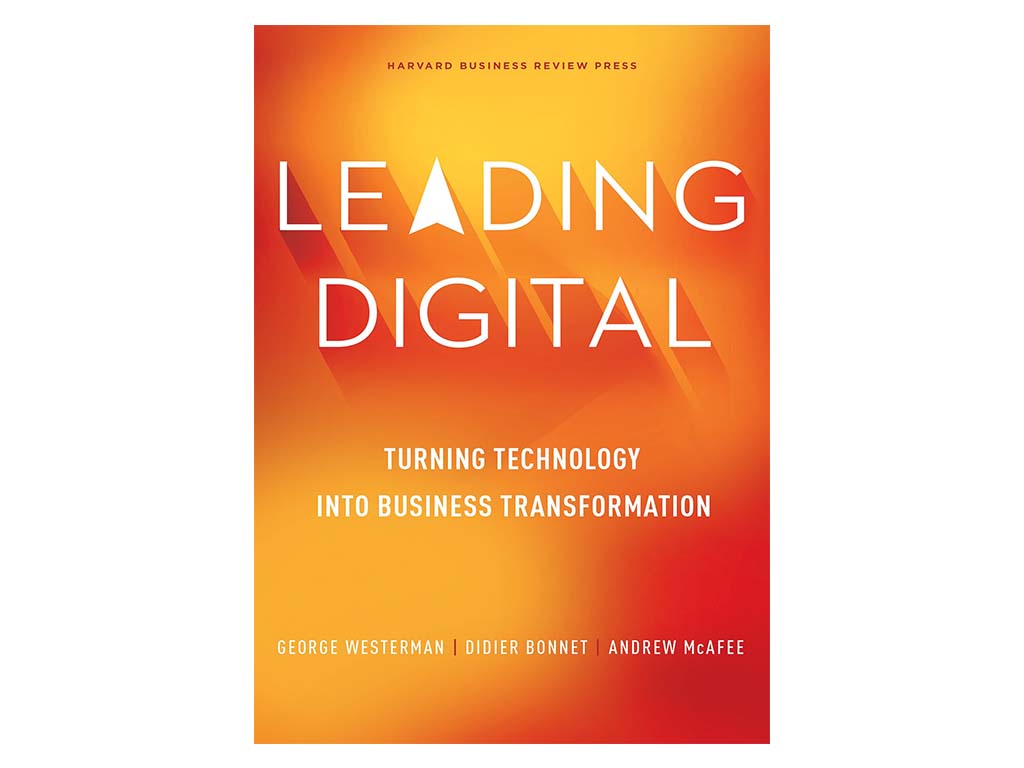 HARVARD BUSINESS REVIEW PRESS
LEADING
DIGITAL
TURNING TECHNOLOGY
INTO BUSINESS TRANSFORMATION
GEORGE WESTERMAN | DIDIER BONNET | ANDREW McAFEE